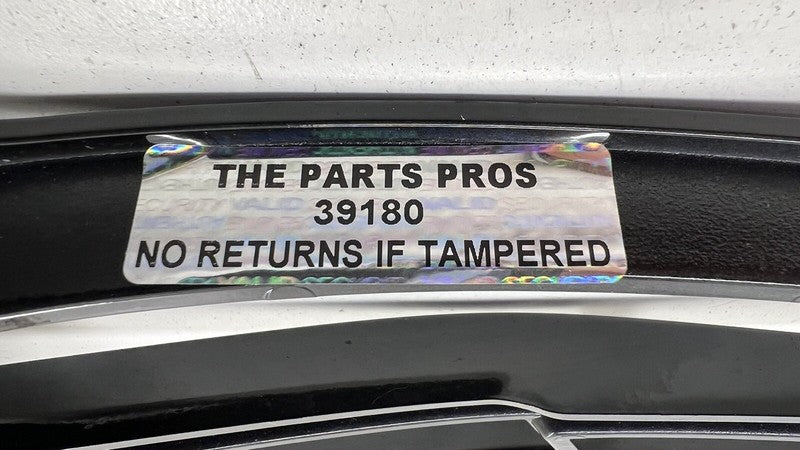 THE PARTS PROS
39180
NO RETURNS IF TAMPERED